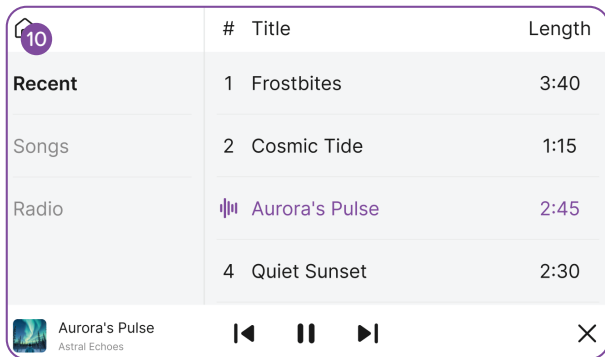 10
# Title Length
Recent
1 Frostbites 3:40
Songs
2 Cosmic Tide 1:15
Radio
Aurora's Pulse 2:45
4 Quiet Sunset 2:30
Aurora's Pulse
Astral Echoes